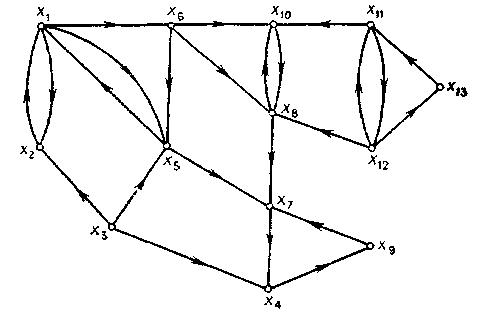 x₁ x₆ x₁₀ x₁₁
x₁₃
x₈
x₂ x₅ x₁₂
x₇
x₃
x₉
x₄